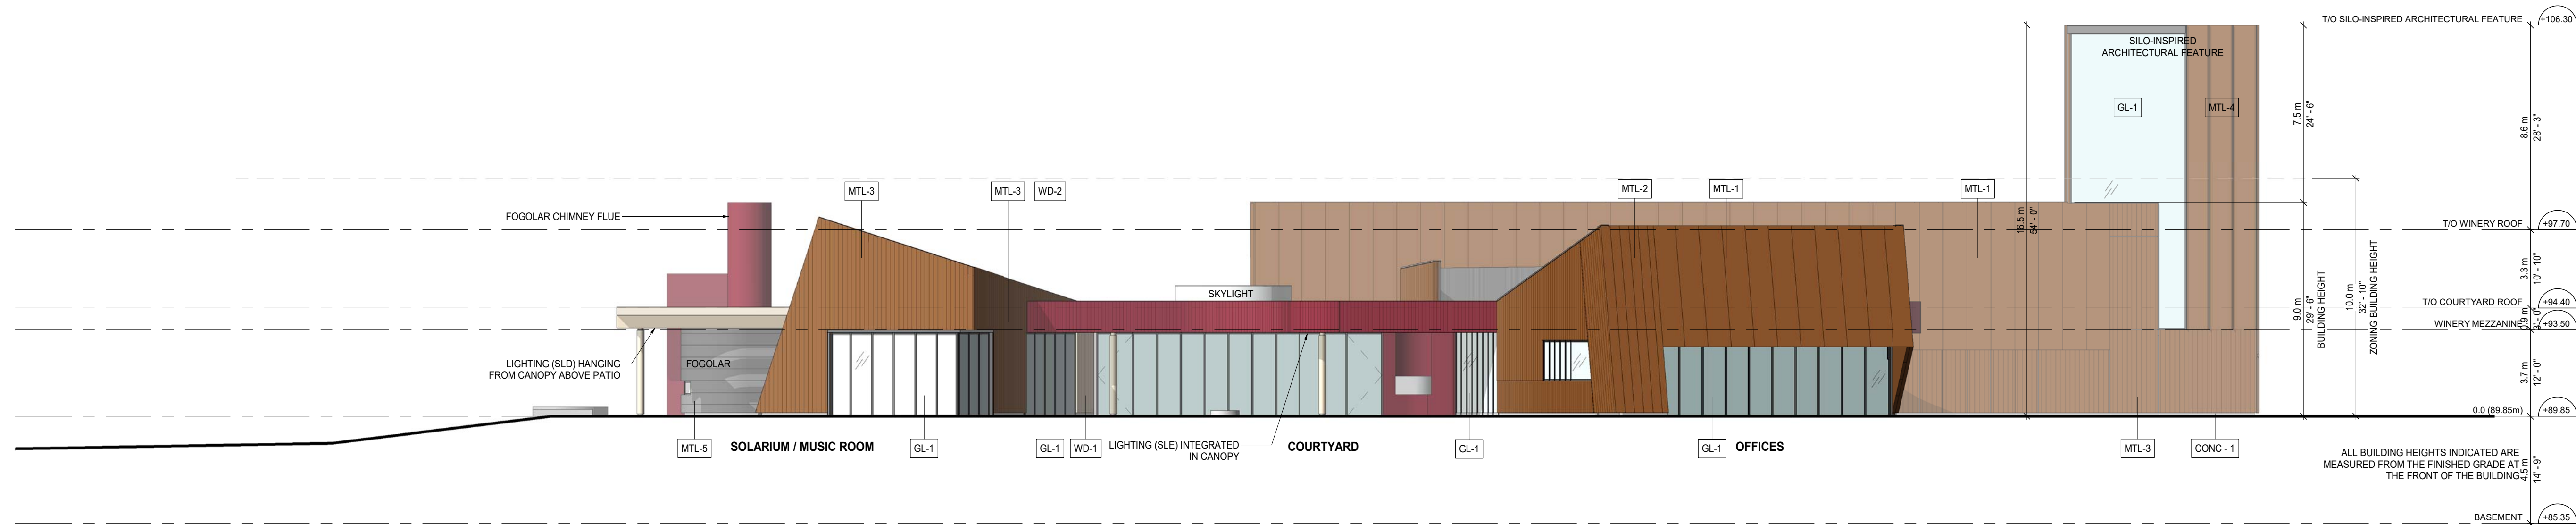 T/O SILO-INSPIRED ARCHITECTURAL FEATURE +106.30
SILO-INSPIRED
ARCHITECTURAL FEATURE
GL-1
MTL-4
7.5 m
24' - 6"
8.6 m
28' - 3"
MTL-3
MTL-3
WD-2
MTL-2
MTL-1
MTL-1
FOGOLAR CHIMNEY FLUE
16.5 m
54' - 0"
T/O WINERY ROOF +97.70
3.3 m
10' - 10"
SKYLIGHT
9.0 m
29' - 6"
BUILDING HEIGHT
10.0 m
32' - 10"
ZONING BUILDING HEIGHT
T/O COURTYARD ROOF +94.40
0.9 m
WINERY MEZZANINE +93.50
LIGHTING (SLD) HANGING
FROM CANOPY ABOVE PATIO
FOGOLAR
3.7 m
12' - 0"
0.0 (89.85m) +89.85
MTL-5
SOLARIUM / MUSIC ROOM
GL-1
GL-1
WD-1
LIGHTING (SLE) INTEGRATED
IN CANOPY
COURTYARD
GL-1
GL-1
OFFICES
MTL-3
CONC - 1
ALL BUILDING HEIGHTS INDICATED ARE
MEASURED FROM THE FINISHED GRADE AT
THE FRONT OF THE BUILDING
4.5 m
14' - 9"
BASEMENT +85.35